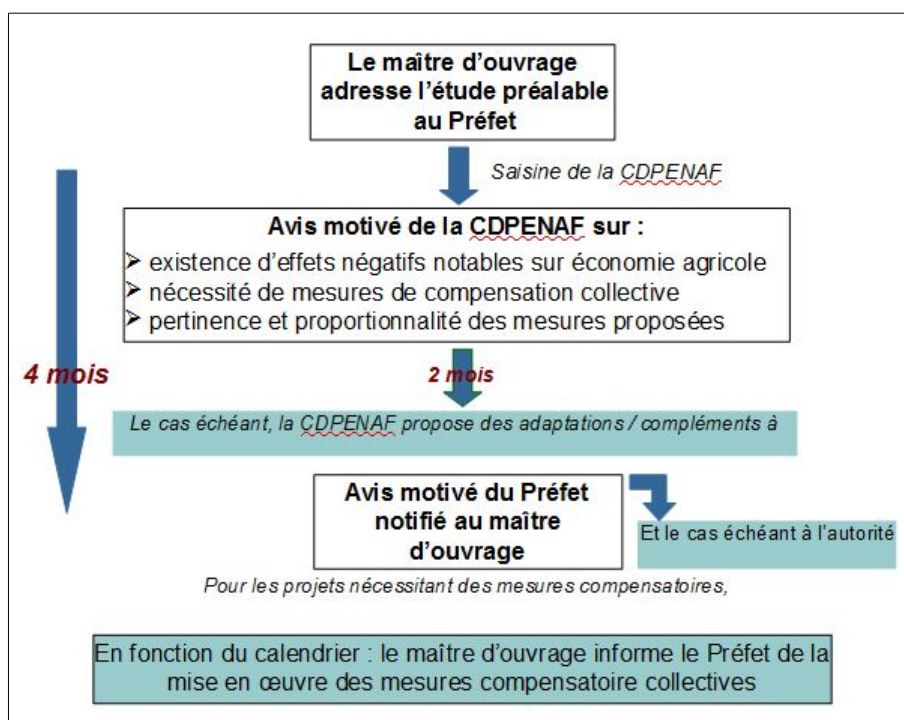 Le maître d’ouvrage
adresse l’étude préalable
au Préfet
Saisine de la CDPENAF
Avis motivé de la CDPENAF sur :
➢ existence d’effets négatifs notables sur économie agricole
➢ nécessité de mesures de compensation collective
➢ pertinence et proportionnalité des mesures proposées
4 mois
2 mois
Le cas échéant, la CDPENAF propose des adaptations / compléments à
Avis motivé du Préfet
notifié au maître
d’ouvrage
Et le cas échéant à l’autorité
Pour les projets nécessitant des mesures compensatoires,
En fonction du calendrier : le maître d’ouvrage informe le Préfet de la
mise en œuvre des mesures compensatoire collectives